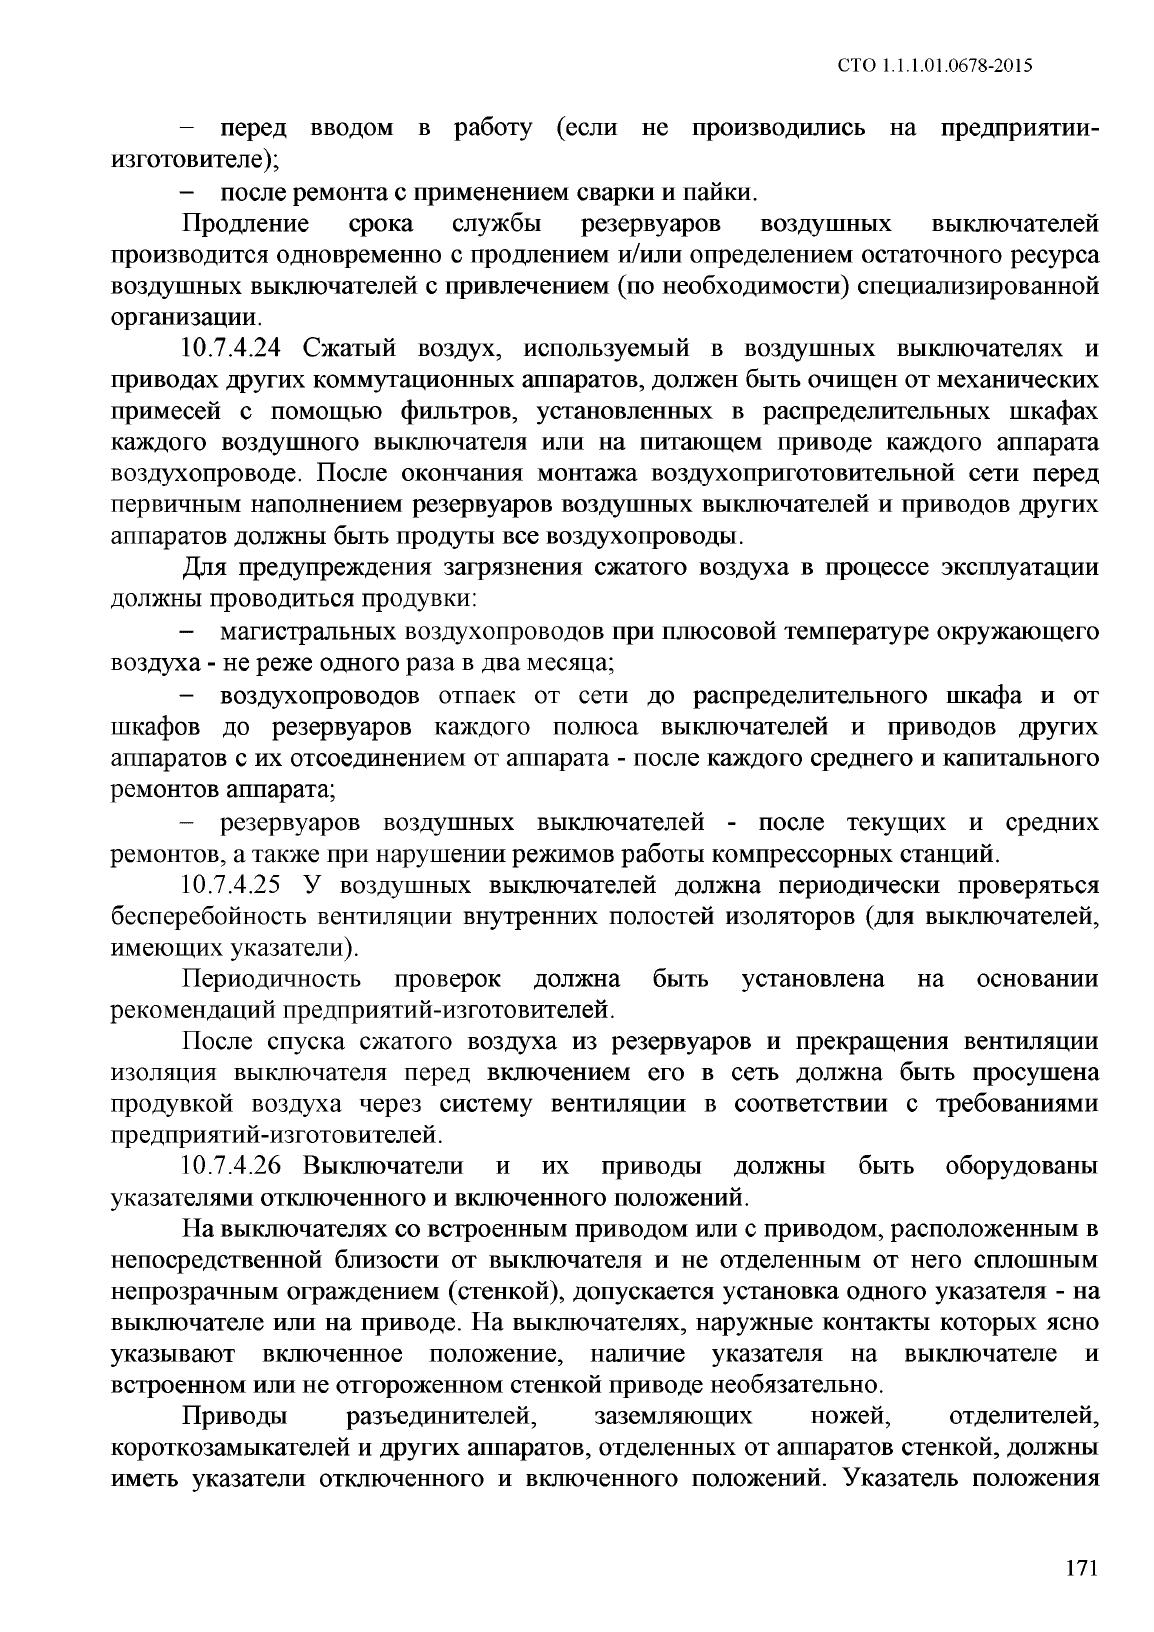 СТО 1.1.1.01.0678-2015
– перед вводом в работу (если не производились на предприятии-
изготовителе);
– после ремонта с применением сварки и пайки.
Продление срока службы резервуаров воздушных выключателей
производится одновременно с продлением и/или определением остаточного ресурса
воздушных выключателей с привлечением (по необходимости) специализированной
организации.
10.7.4.24 Сжатый воздух, используемый в воздушных выключателях и
приводах других коммутационных аппаратов, должен быть очищен от механических
примесей с помощью фильтров, установленных в распределительных шкафах
каждого воздушного выключателя или на питающем приводе каждого аппарата
воздухопроводе. После окончания монтажа воздухоприготовительной сети перед
первичным наполнением резервуаров воздушных выключателей и приводов других
аппаратов должны быть продуты все воздухопроводы.
Для предупреждения загрязнения сжатого воздуха в процессе эксплуатации
должны проводиться продувки:
– магистральных воздухопроводов при плюсовой температуре окружающего
воздуха - не реже одного раза в два месяца;
– воздухопроводов отпаек от сети до распределительного шкафа и от
шкафов до резервуаров каждого полюса выключателей и приводов других
аппаратов с их отсоединением от аппарата - после каждого среднего и капитального
ремонтов аппарата;
– резервуаров воздушных выключателей - после текущих и средних
ремонтов, а также при нарушении режимов работы компрессорных станций.
10.7.4.25 У воздушных выключателей должна периодически проверяться
бесперебойность вентиляции внутренних полостей изоляторов (для выключателей,
имеющих указатели).
Периодичность проверок должна быть установлена на основании
рекомендаций предприятий-изготовителей.
После спуска сжатого воздуха из резервуаров и прекращения вентиляции
изоляция выключателя перед включением его в сеть должна быть просушена
продувкой воздуха через систему вентиляции в соответствии с требованиями
предприятий-изготовителей.
10.7.4.26 Выключатели и их приводы должны быть оборудованы
указателями отключенного и включенного положений.
На выключателях со встроенным приводом или с приводом, расположенным в
непосредственной близости от выключателя и не отделенным от него сплошным
непрозрачным ограждением (стенкой), допускается установка одного указателя - на
выключателе или на приводе. На выключателях, наружные контакты которых ясно
указывают включенное положение, наличие указателя на выключателе и
встроенном или не отгороженном стенкой приводе необязательно.
Приводы разъединителей, заземляющих ножей, отделителей,
короткозамыкателей и других аппаратов, отделенных от аппаратов стенкой, должны
иметь указатели отключенного и включенного положений. Указатель положения
171